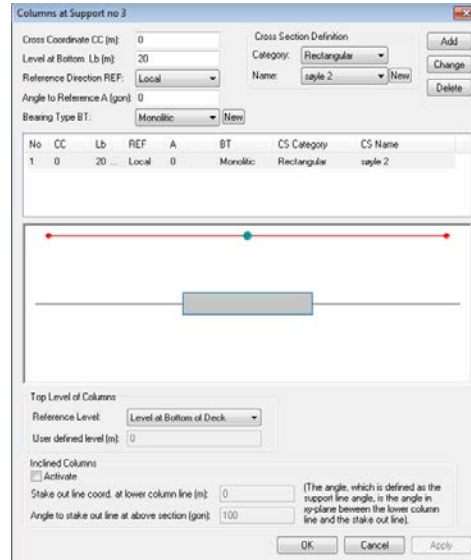 Columns at Support no 3
Cross Coordinate CC (m): 0
Level at Bottom Lb (m): 20
Reference Direction REF: Local
Angle to Reference A (gon): 0
Bearing Type BT: Monolitic New
Cross Section Definition
Category: Rectangular
Name: søyle 2 New
Add
Change
Delete
No CC Lb REF A BT CS Category CS Name
1 0 20 ... Local 0 Monolitic Rectangular søyle 2
Top Level of Columns
Reference Level: Level at Bottom of Deck
User defined level (m): 0
Inclined Columns
Activate
Stake out line coord. at lower column line (m): 0
Angle to stake out line at above section (gon): 100
(The angle, which is defined as the
support line angle, is the angle in
xy-plane beween the lower column
line and the stake out line).
OK Cancel Apply